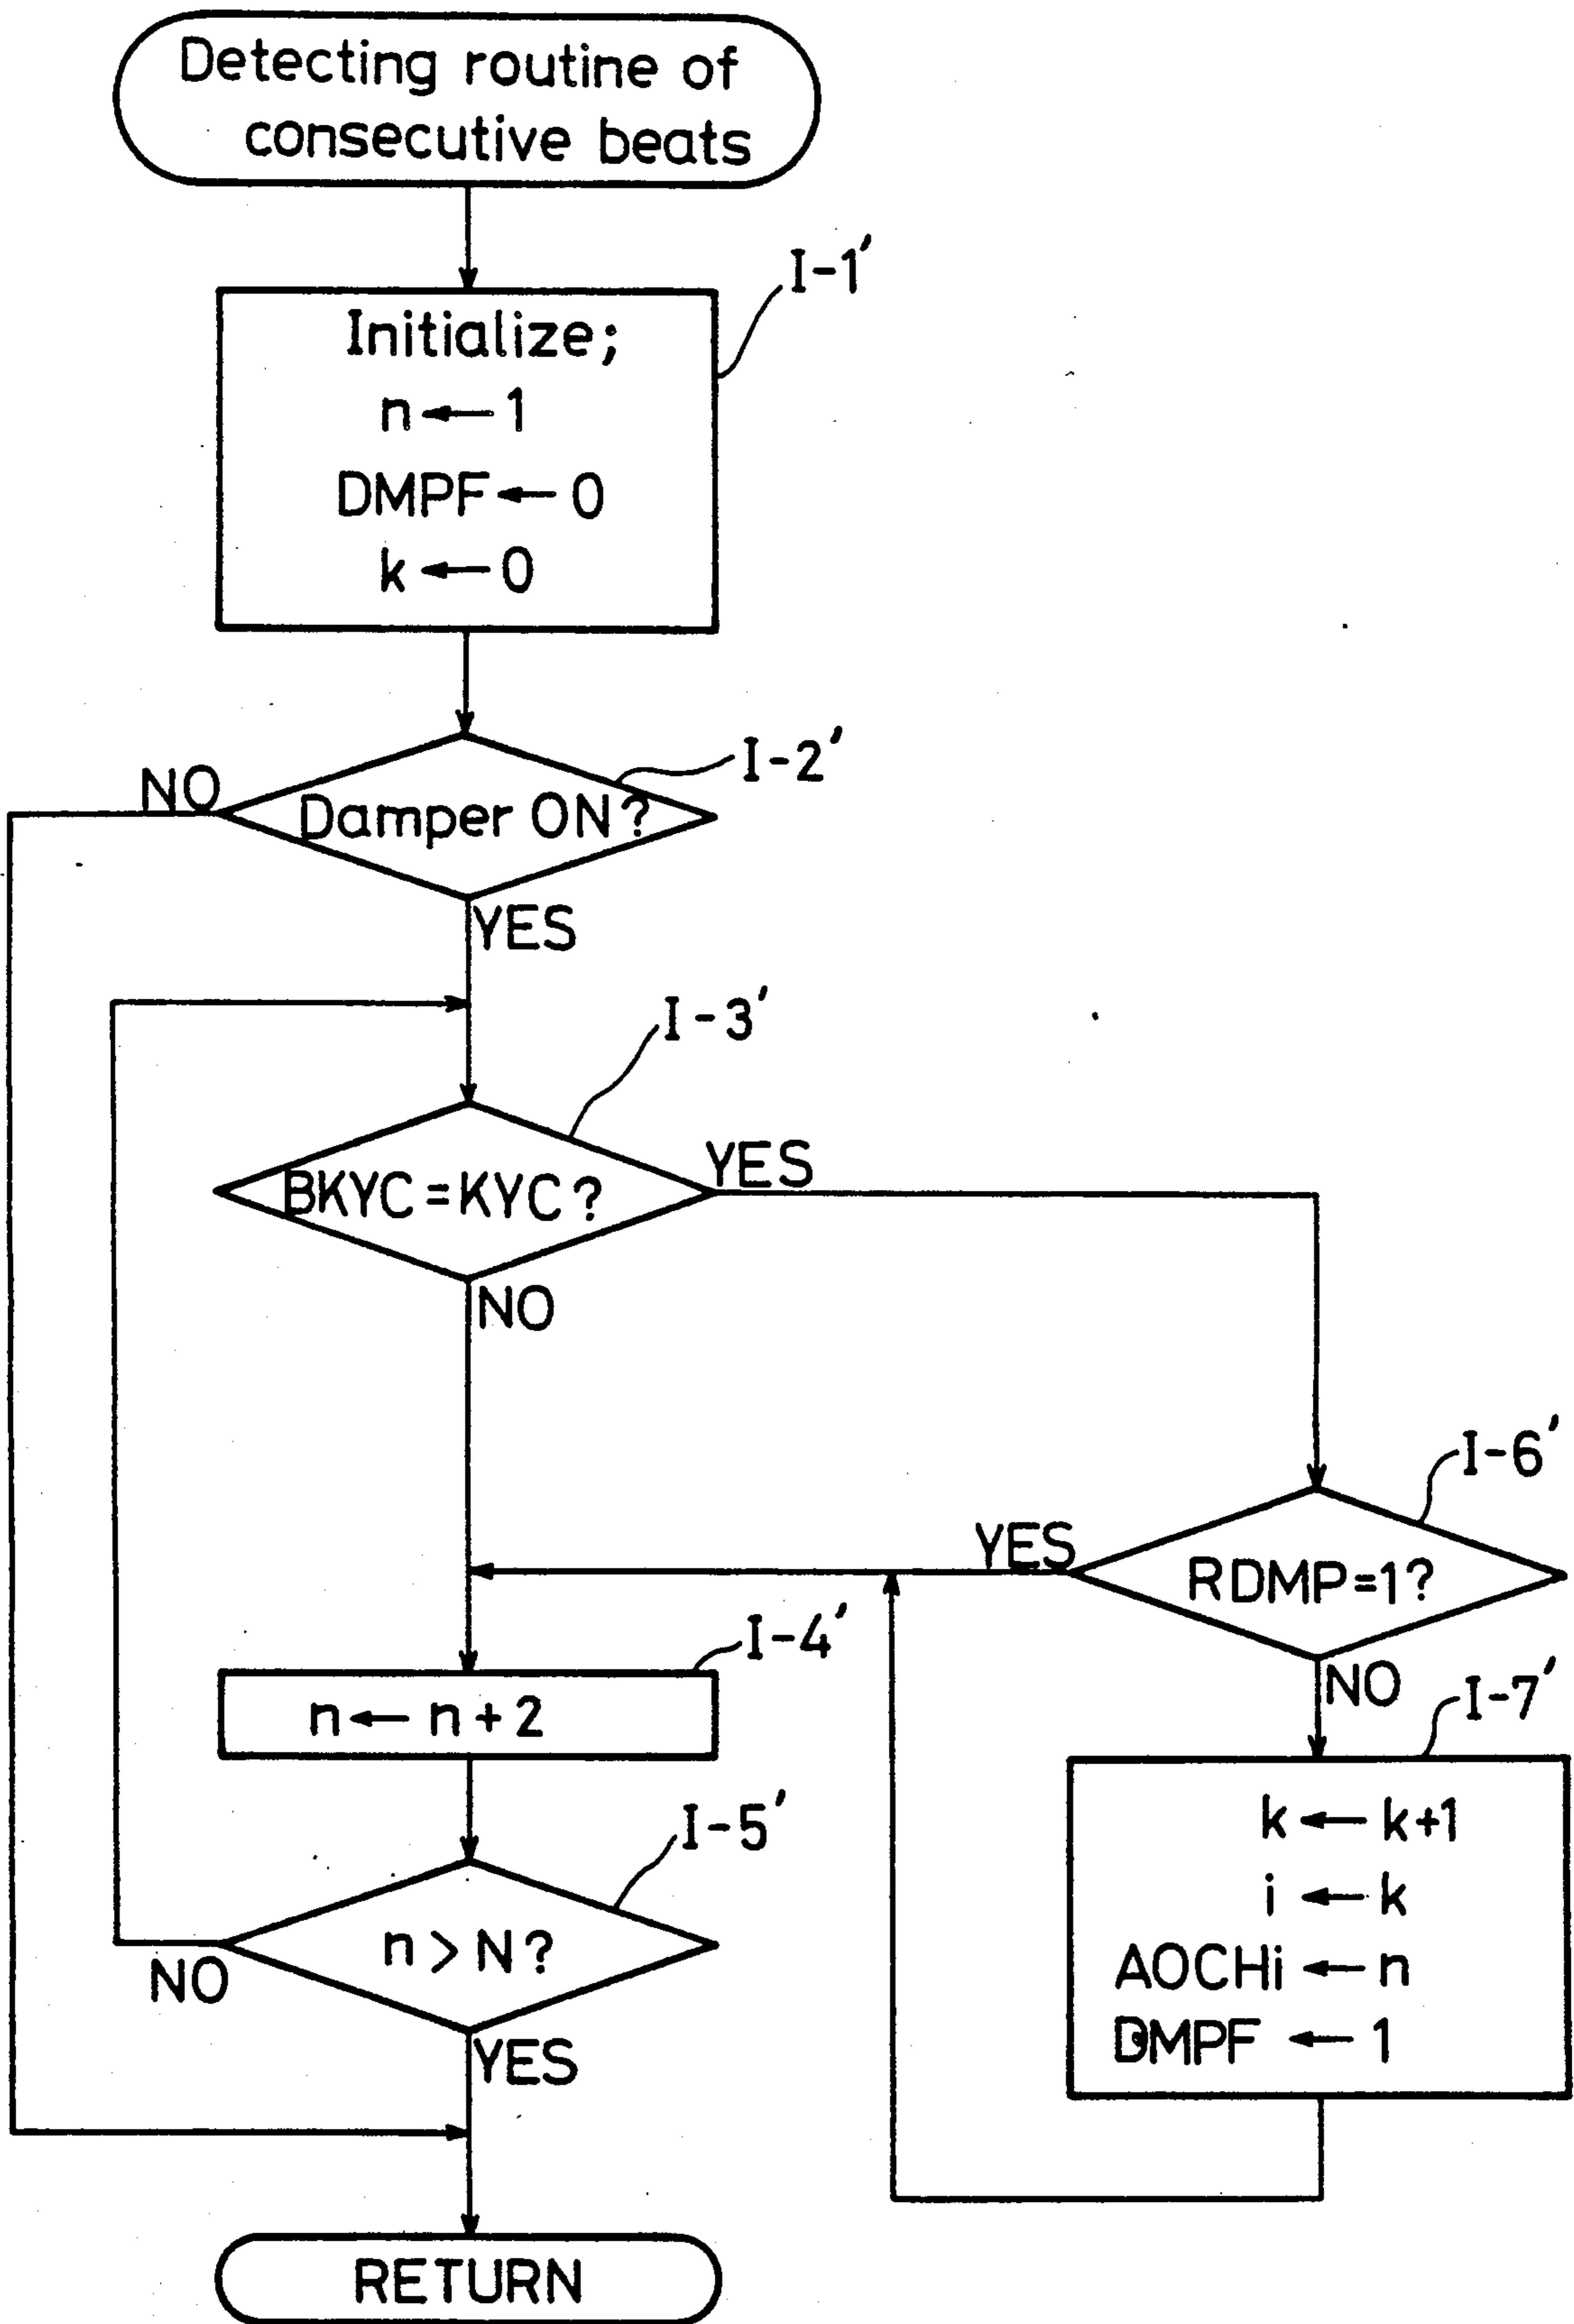 Detecting routine of
consecutive beats
I-1'
Initialize;
n ← 1
DMPF ← 0
k ← 0
I-2'
NO
Damper ON?
YES
I-3'
BKYC = KYC?
YES
NO
I-6'
YES
RDMP=1?
NO
I-4'
n ← n+2
I-7'
k ← k+1
i ← k
AOCHi ← n
DMPF ← 1
I-5'
n > N?
NO
YES
RETURN